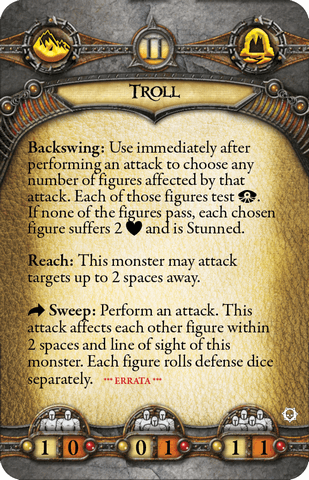 II
TROLL
Backswing: Use immediately after
performing an attack to choose any
number of figures affected by that
attack. Each of those figures test .
If none of the figures pass, each chosen
figure suffers 2 and is Stunned.
Reach: This monster may attack
targets up to 2 spaces away.
Sweep: Perform an attack. This
attack affects each other figure within
2 spaces and line of sight of this
monster. Each figure rolls defense dice
separately. *** ERRATA ***
1 0 0 1 1 1